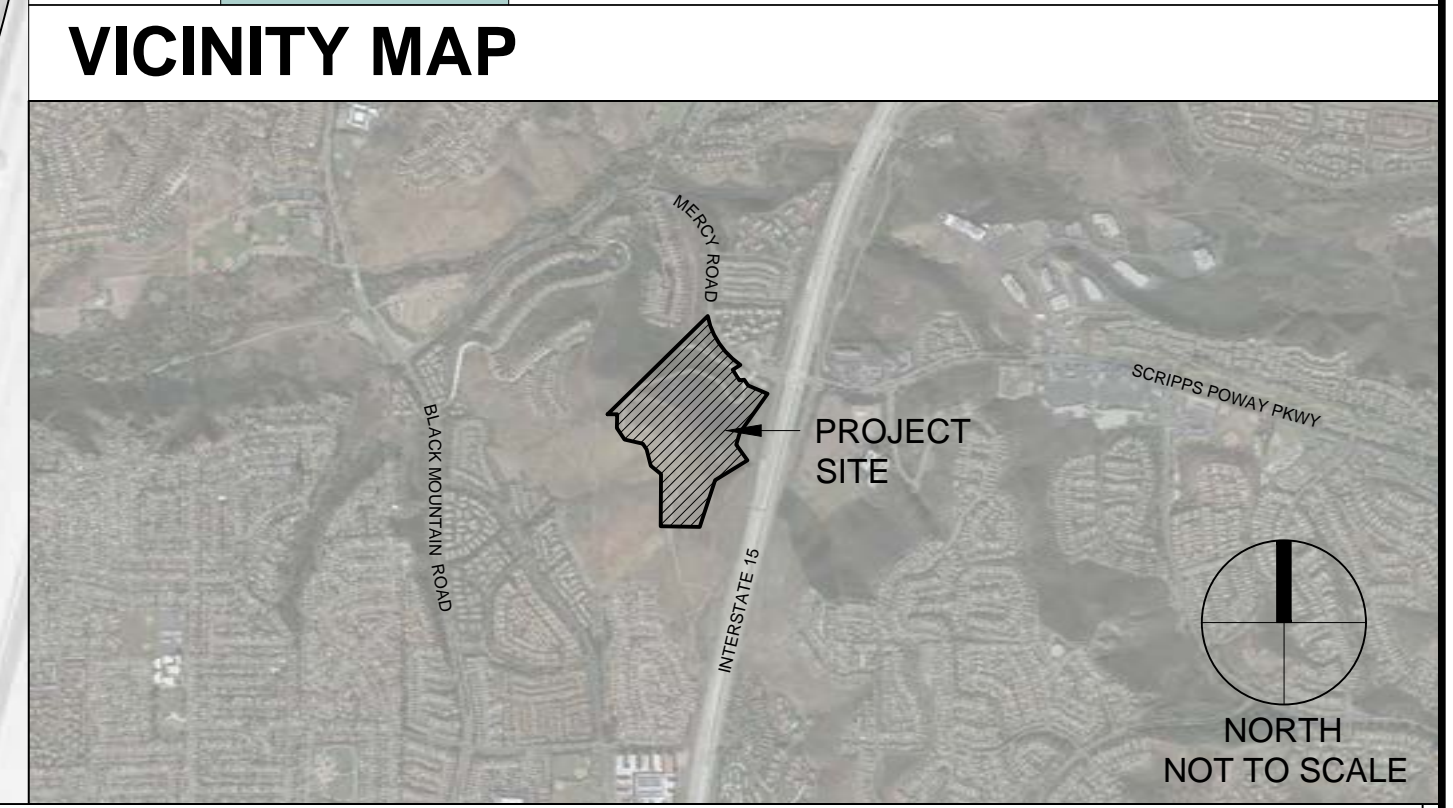 VICINITY MAP
MERCY ROAD
SCRIPPS POWAY PKWY
BLACK MOUNTAIN ROAD
PROJECT
SITE
INTERSTATE 15
NORTH
NOT TO SCALE